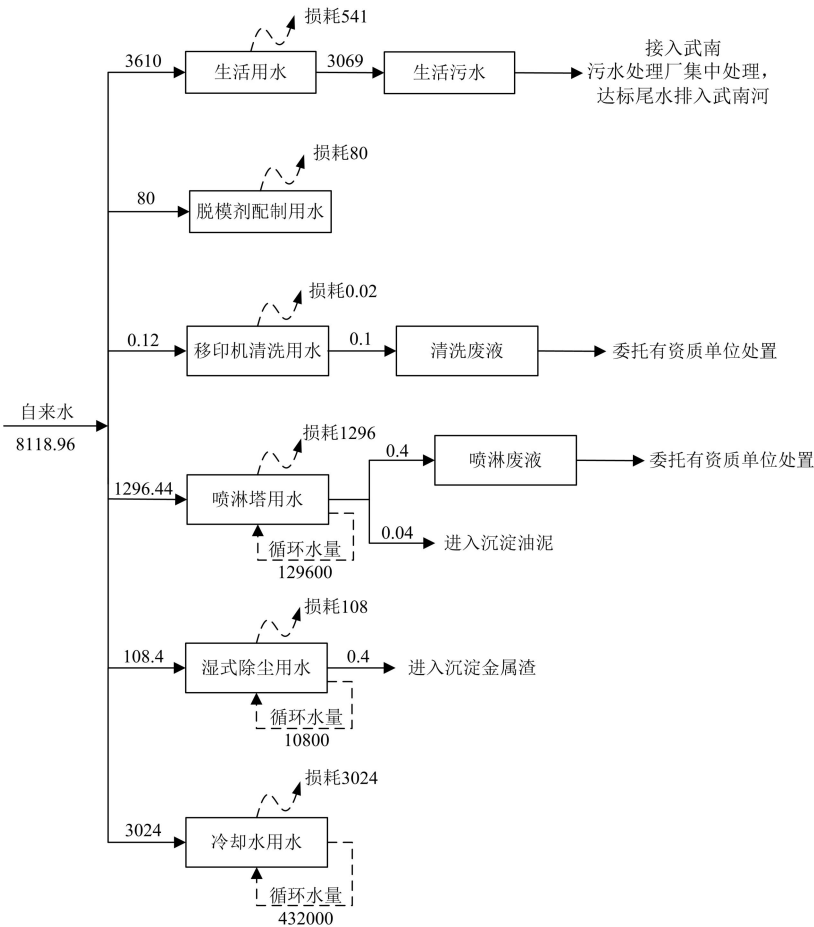 损耗541
3610
生活用水
3069
生活污水
接入武南
污水处理厂集中处理，
达标尾水排入武南河
损耗80
80
脱模剂配制用水
损耗0.02
0.12
移印机清洗用水
0.1
清洗废液
委托有资质单位处置
自来水
8118.96
损耗1296
1296.44
喷淋塔用水
0.4
喷淋废液
委托有资质单位处置
0.04
进入沉淀油泥
循环水量
129600
损耗108
108.4
湿式除尘用水
0.4
进入沉淀金属渣
循环水量
10800
损耗3024
3024
冷却水用水
循环水量
432000